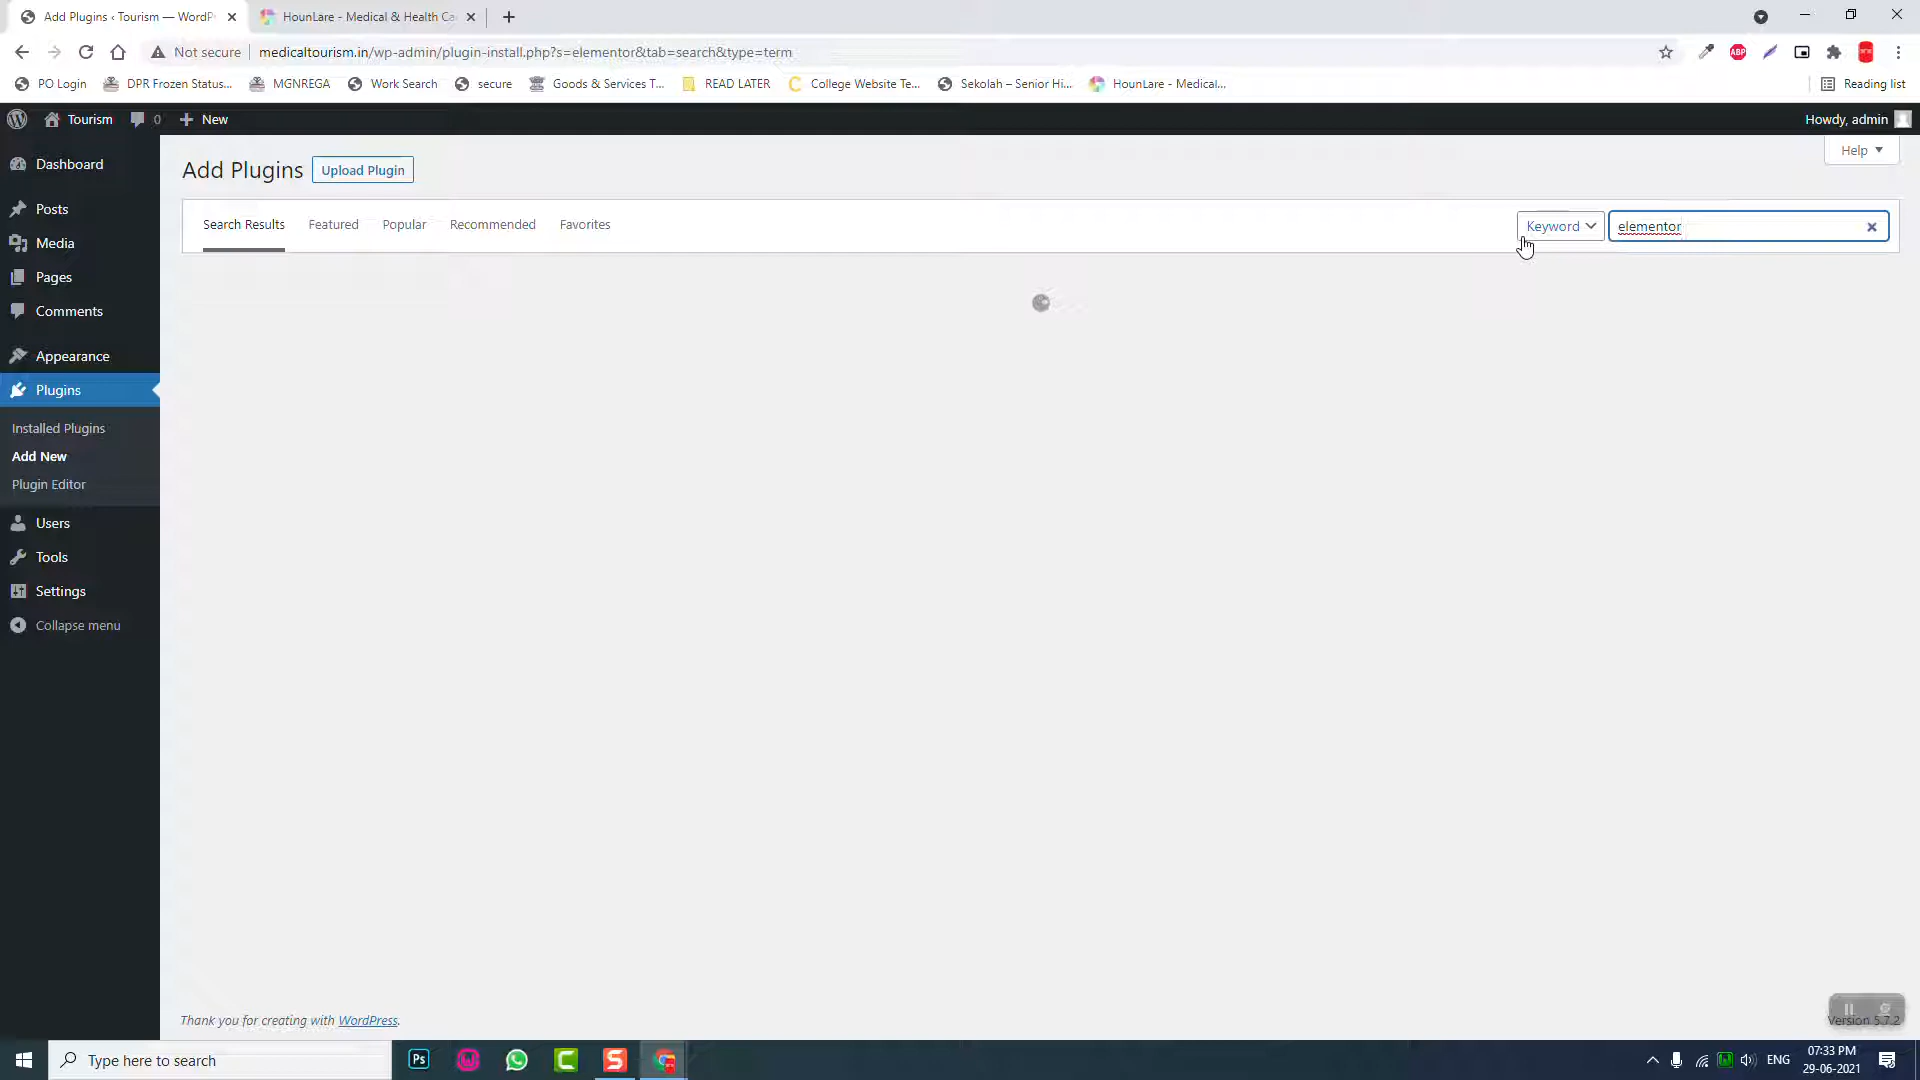 Add Plugins ‹ Tourism — WordP
HounLare - Medical & Health Ca
Not secure
medicaltourism.in/wp-admin/plugin-install.php?s=elementor&tab=search&type=term
ABP
PO Login
DPR Frozen Status...
MGNREGA
Work Search
secure
Goods & Services T...
READ LATER
College Website Te...
Sekolah – Senior Hi...
HounLare - Medical...
Reading list
Tourism
0
New
Howdy, admin
Dashboard
Posts
Media
Pages
Comments
Appearance
Plugins
Installed Plugins
Add New
Plugin Editor
Users
Tools
Settings
Collapse menu
Add Plugins
Upload Plugin
Help
Search Results
Featured
Popular
Recommended
Favorites
Keyword
elementor
Thank you for creating with WordPress.
Version 5.7.2
Type here to search
Ps
ENG
07:33 PM
29-06-2021